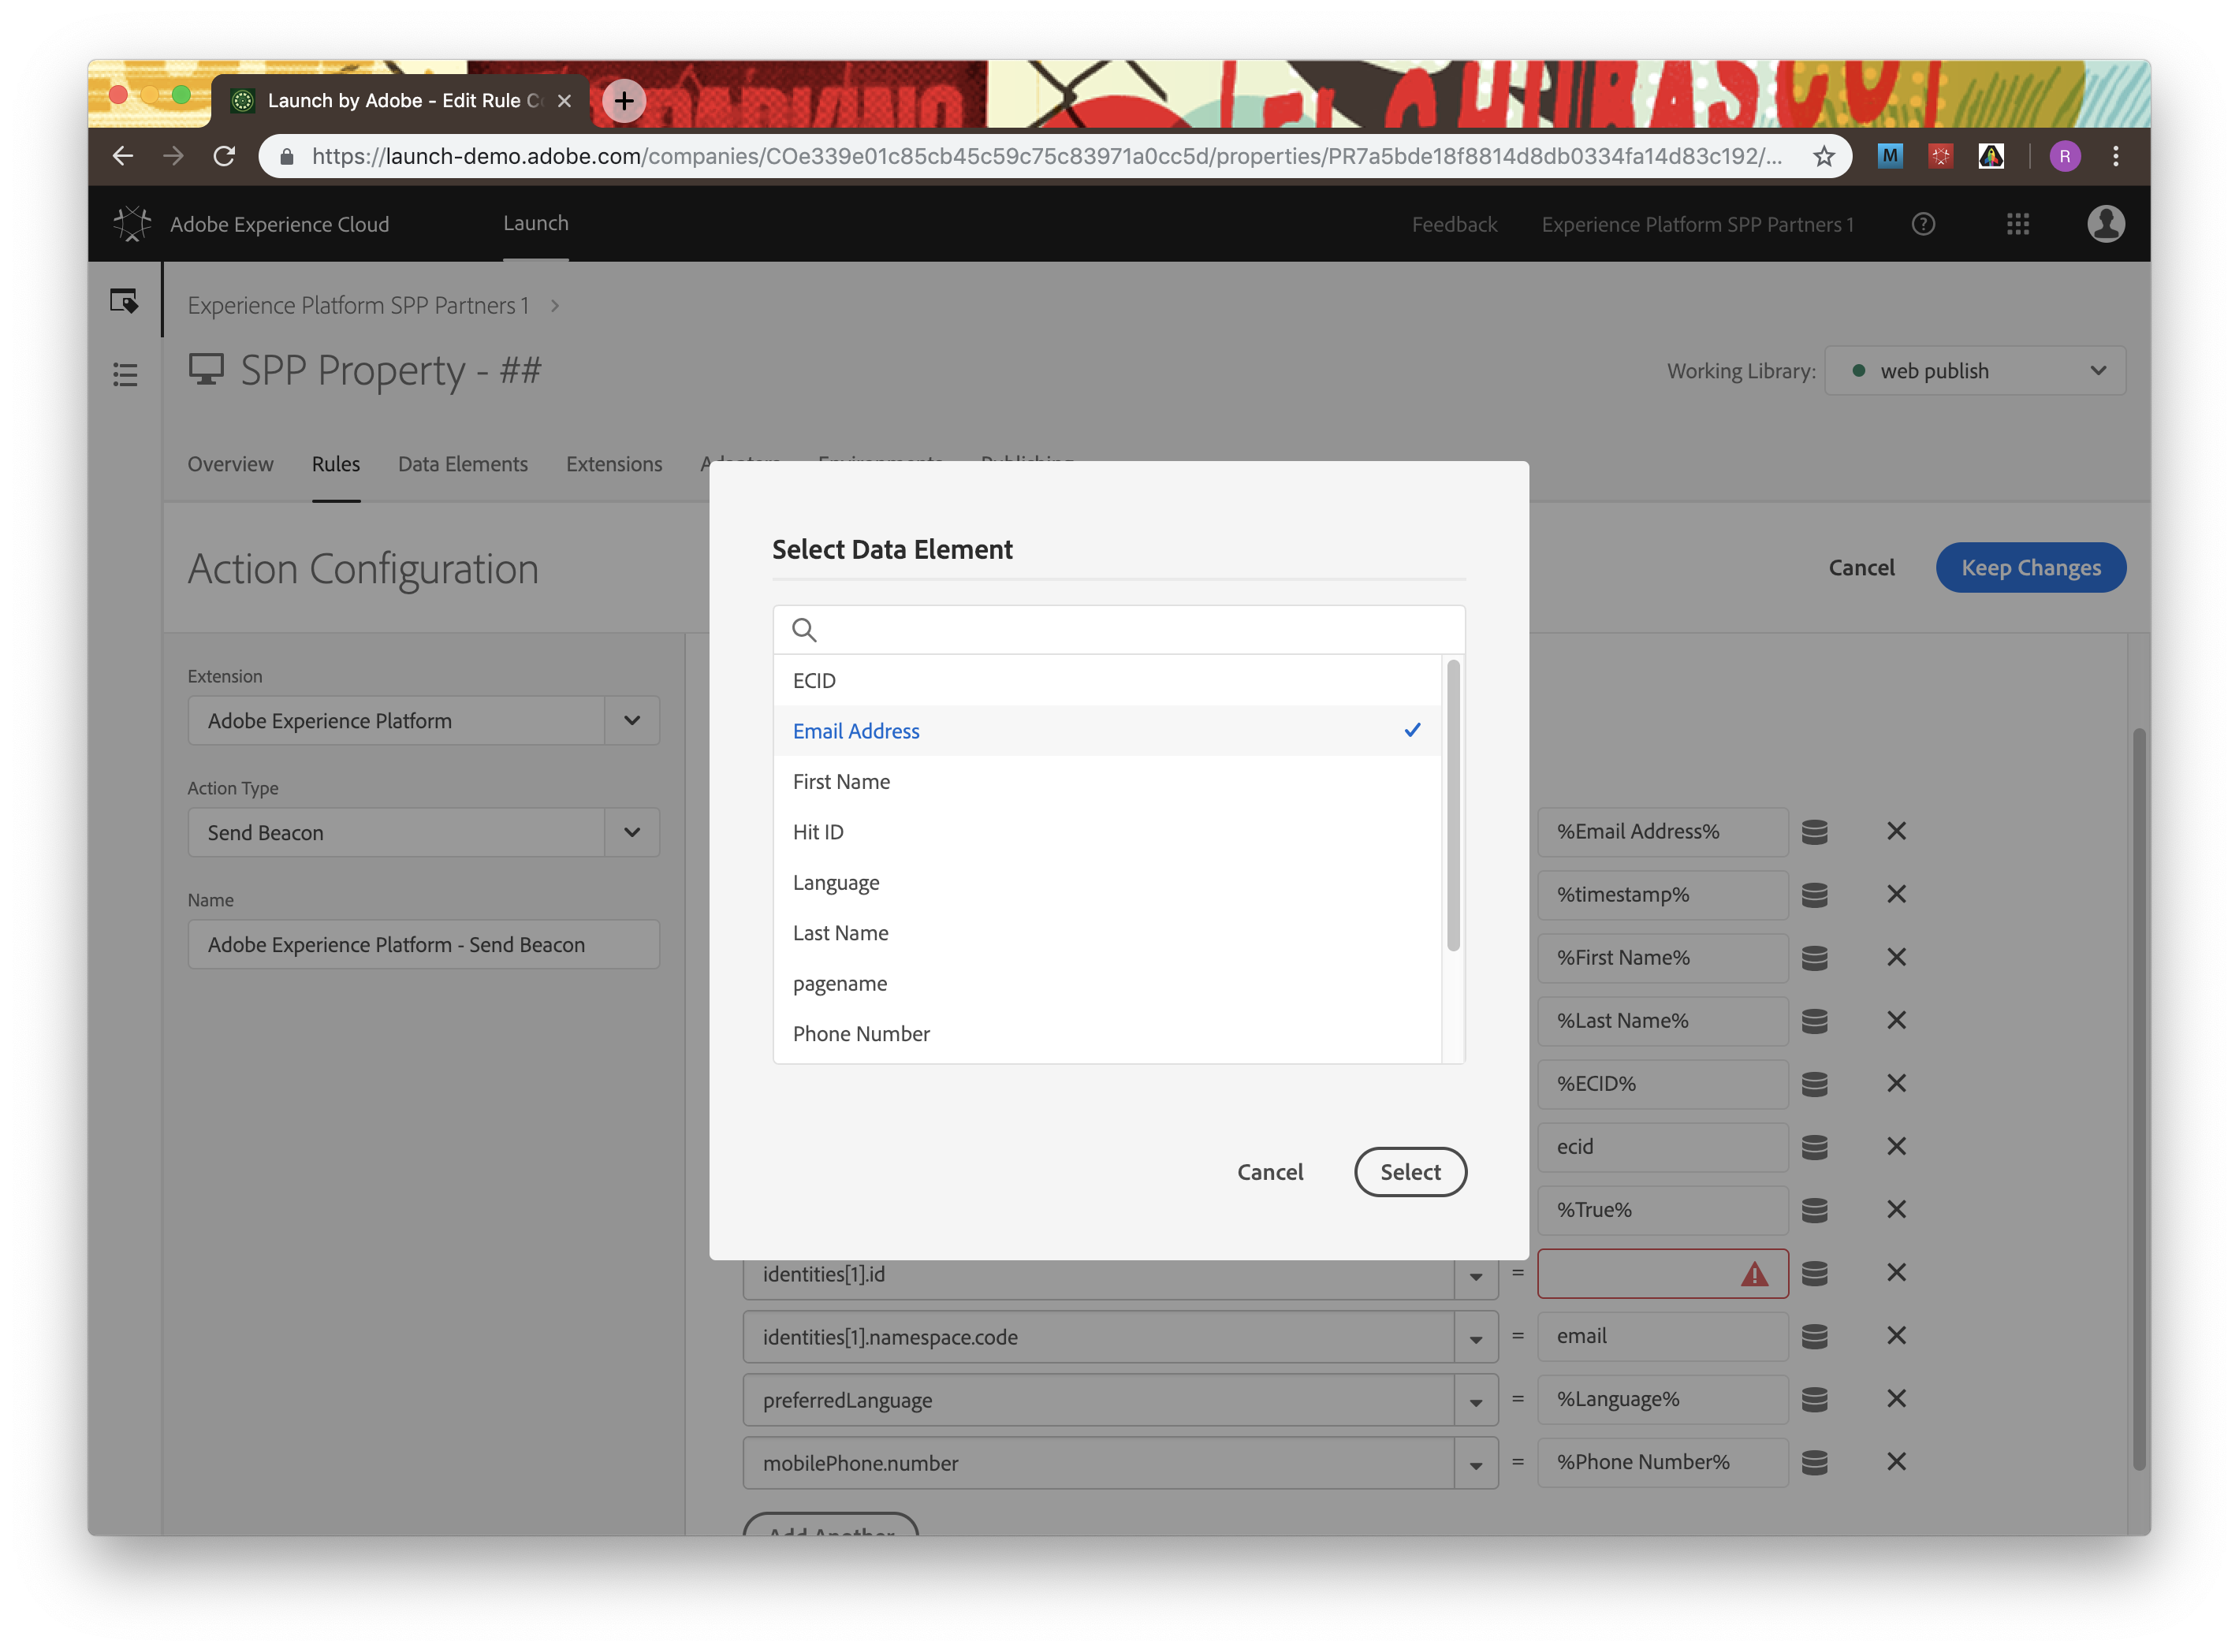 Launch by Adobe - Edit Rule C
https://launch-demo.adobe.com/companies/COe339e01c85cb45c59c75c83971a0cc5d/properties/PR7a5bde18f8814d8db0334fa14d83c192/...
M
R
Adobe Experience Cloud
Launch
Feedback
Experience Platform SPP Partners 1
Experience Platform SPP Partners 1
SPP Property - ##
Working Library:
web publish
Overview
Rules
Data Elements
Extensions
Adapters
Environments
Publishing
Action Configuration
Cancel
Keep Changes
Extension
Adobe Experience Platform
Action Type
Send Beacon
Name
Adobe Experience Platform - Send Beacon
Select Data Element
ECID
Email Address
First Name
Hit ID
Language
Last Name
pagename
Phone Number
Cancel
Select
%Email Address%
%timestamp%
%First Name%
%Last Name%
%ECID%
ecid
%True%
identities[1].id =
identities[1].namespace.code = email
preferredLanguage = %Language%
mobilePhone.number = %Phone Number%
Add Another